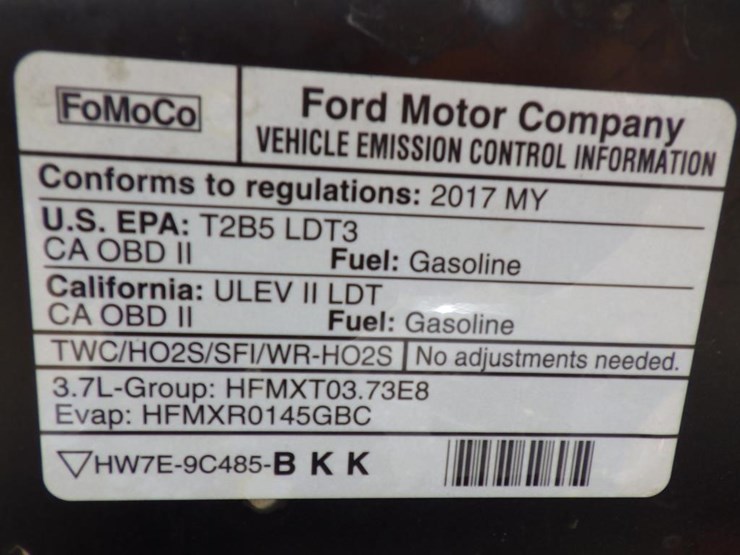 FoMoCo
Ford Motor Company
VEHICLE EMISSION CONTROL INFORMATION
Conforms to regulations: 2017 MY
U.S. EPA: T2B5 LDT3
CA OBD II Fuel: Gasoline
California: ULEV II LDT
CA OBD II Fuel: Gasoline
TWC/HO2S/SFI/WR-HO2S No adjustments needed.
3.7L-Group: HFMXT03.73E8
Evap: HFMXR0145GBC
HW7E-9C485-B K K